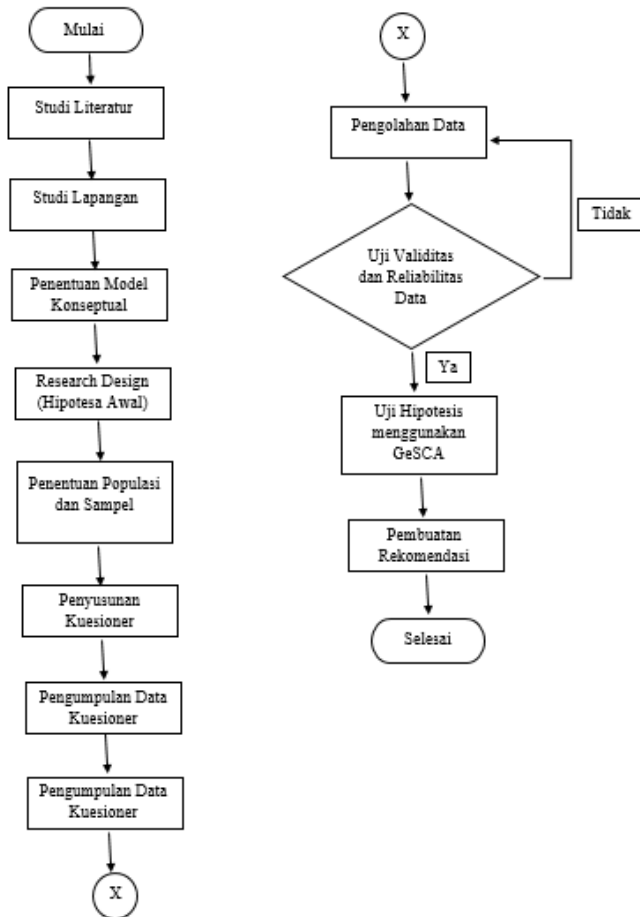 Mulai
Studi Literatur
Studi Lapangan
Penentuan Model
Konseptual
Research Design
(Hipotesa Awal)
Penentuan Populasi
dan Sampel
Penyusunan
Kuesioner
Pengumpulan Data
Kuesioner
Pengumpulan Data
Kuesioner
X
X
Pengolahan Data
Tidak
Uji Validitas
dan Reliabilitas
Data
Ya
Uji Hipotesis
menggunakan
GeSCA
Pembuatan
Rekomendasi
Selesai